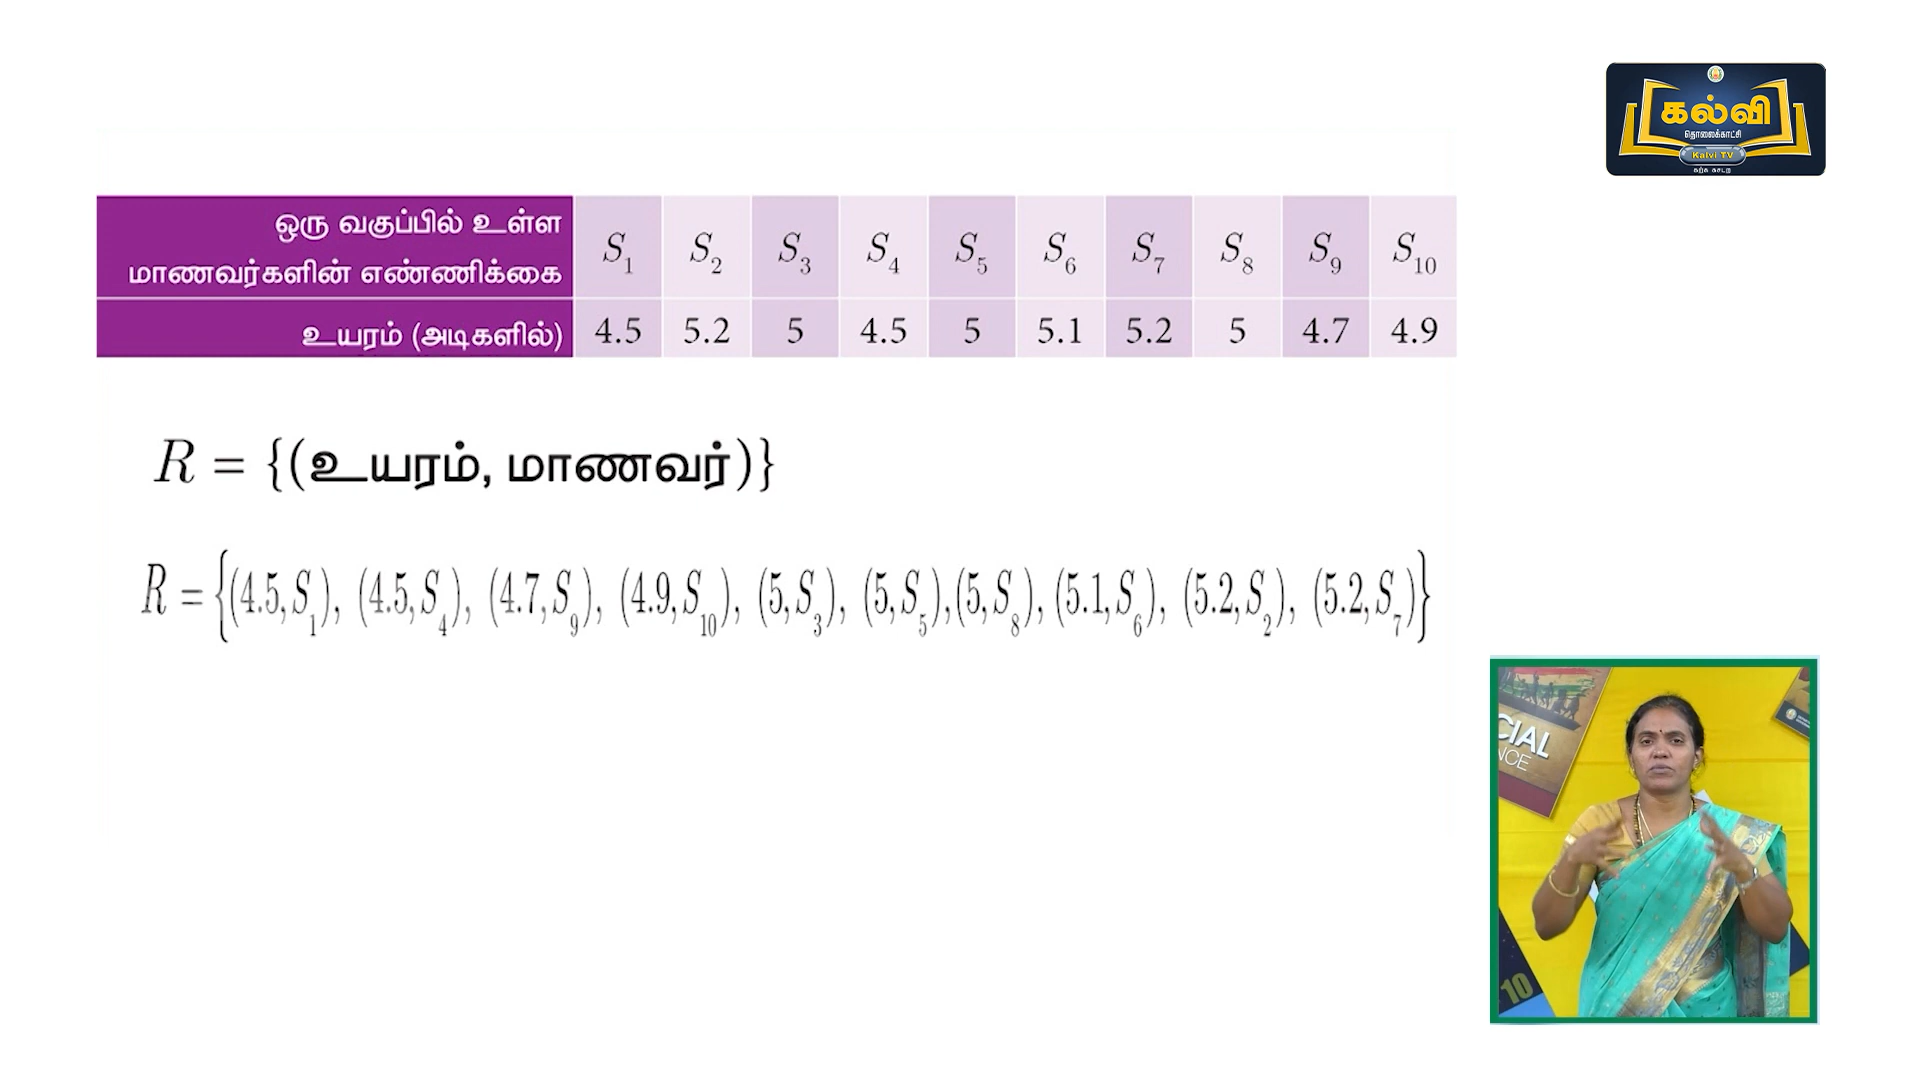 கல்வி
தொலைக்காட்சி
Kalvi TV
கற்க கசடற
ஒரு வகுப்பில் உள்ள மாணவர்களின் எண்ணிக்கை S₁ S₂ S₃ S₄ S₅ S₆ S₇ S₈ S₉ S₁₀
உயரம் (அடிகளில்) 4.5 5.2 5 4.5 5 5.1 5.2 5 4.7 4.9
R = {(உயரம், மாணவர்)}
R = {(4.5,S₁), (4.5,S₄), (4.7,S₉), (4.9,S₁₀), (5,S₃), (5,S₅),(5,S₈), (5.1,S₆), (5.2,S₂), (5.2,S₇)}
CIAL
NCE
10